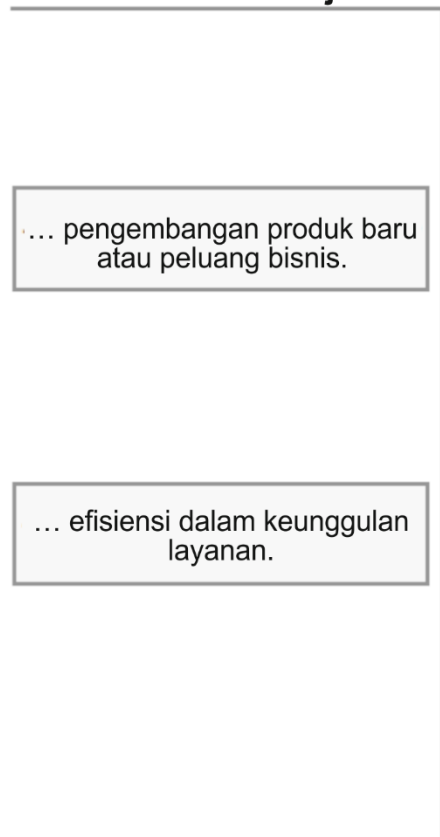 … pengembangan produk baru
atau peluang bisnis.
… efisiensi dalam keunggulan
layanan.